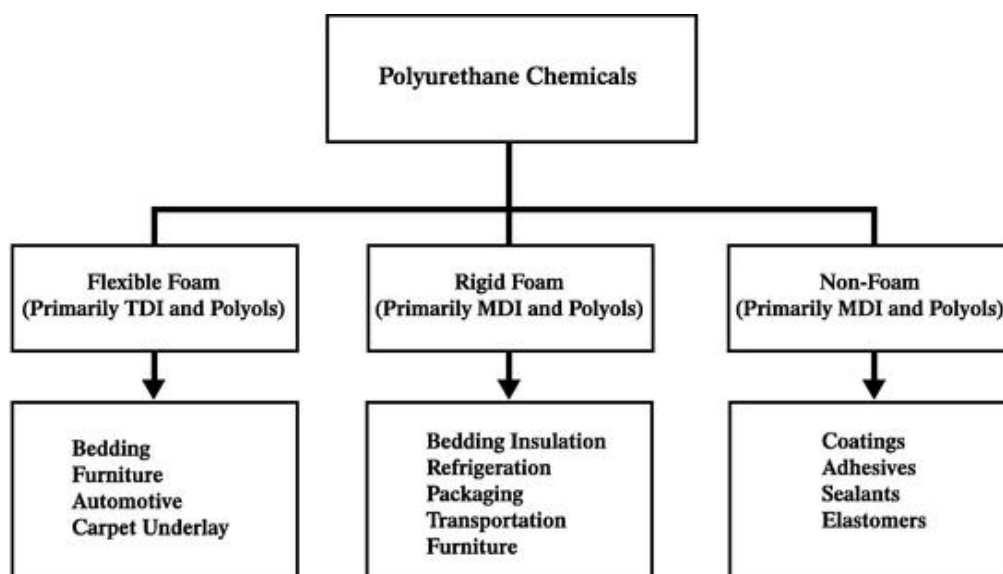 Polyurethane Chemicals
Flexible Foam
(Primarily TDI and Polyols)
Rigid Foam
(Primarily MDI and Polyols)
Non-Foam
(Primarily MDI and Polyols)
Bedding
Furniture
Automotive
Carpet Underlay
Bedding Insulation
Refrigeration
Packaging
Transportation
Furniture
Coatings
Adhesives
Sealants
Elastomers